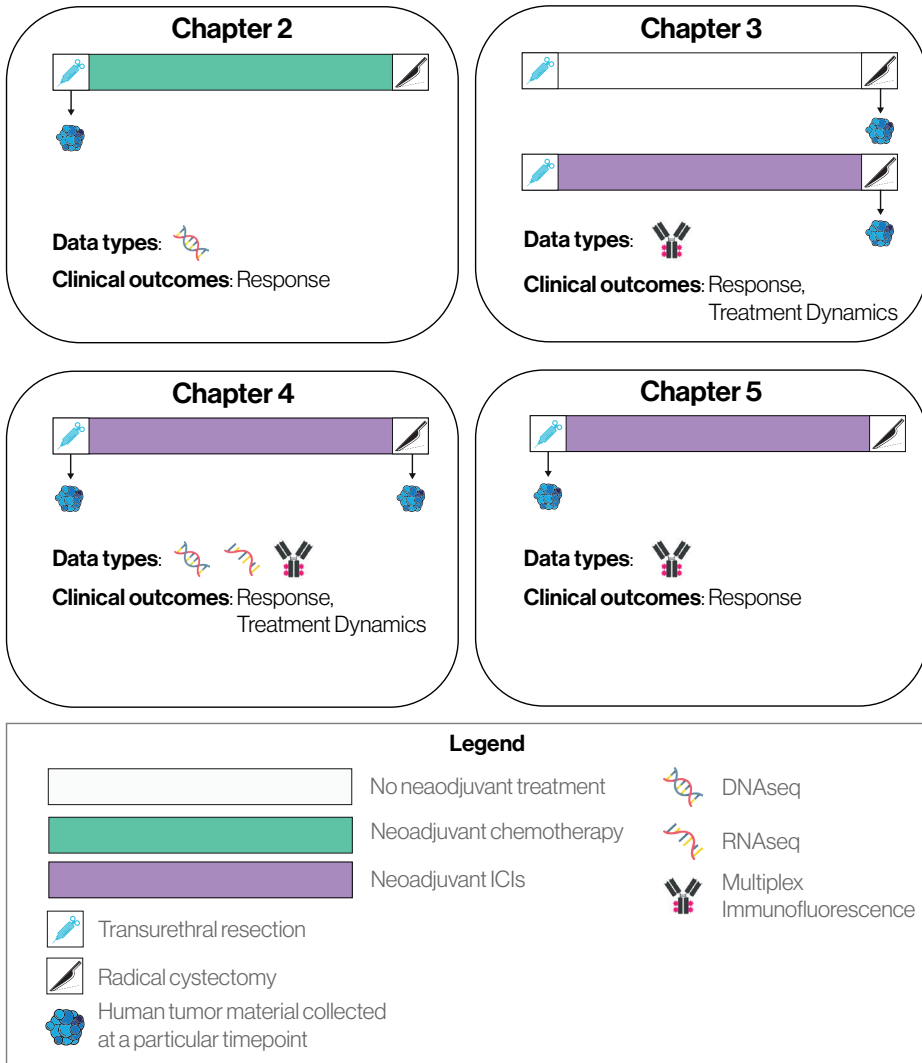 Chapter 2
Data types:
Clinical outcomes: Response
Chapter 3
Data types:
Clinical outcomes: Response,
Treatment Dynamics
Chapter 4
Data types:
Clinical outcomes: Response,
Treatment Dynamics
Chapter 5
Data types:
Clinical outcomes: Response
Legend
No neaodjuvant treatment
Neoadjuvant chemotherapy
Neoadjuvant ICIs
Transurethral resection
Radical cystectomy
Human tumor material collected
at a particular timepoint
DNAseq
RNAseq
Multiplex
Immunofluorescence